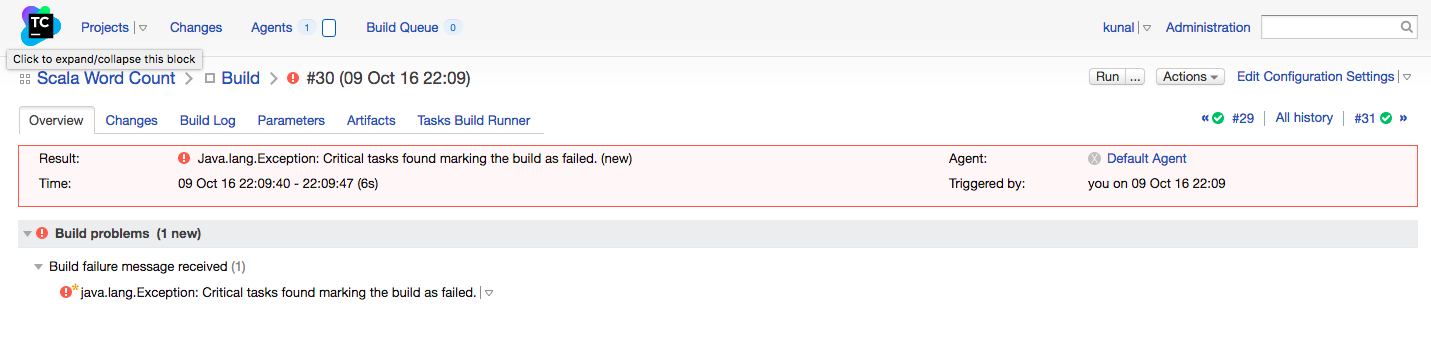 TC
Projects Changes Agents 1 Build Queue 0 kunal Administration
Click to expand/collapse this block
Scala Word Count Build #30 (09 Oct 16 22:09) Run ... Actions Edit Configuration Settings
Overview Changes Build Log Parameters Artifacts Tasks Build Runner « #29 All history #31 »
Result: Java.lang.Exception: Critical tasks found marking the build as failed. (new) Agent: Default Agent
Time: 09 Oct 16 22:09:40 - 22:09:47 (6s) Triggered by: you on 09 Oct 16 22:09
Build problems (1 new)
Build failure message received (1)
java.lang.Exception: Critical tasks found marking the build as failed.